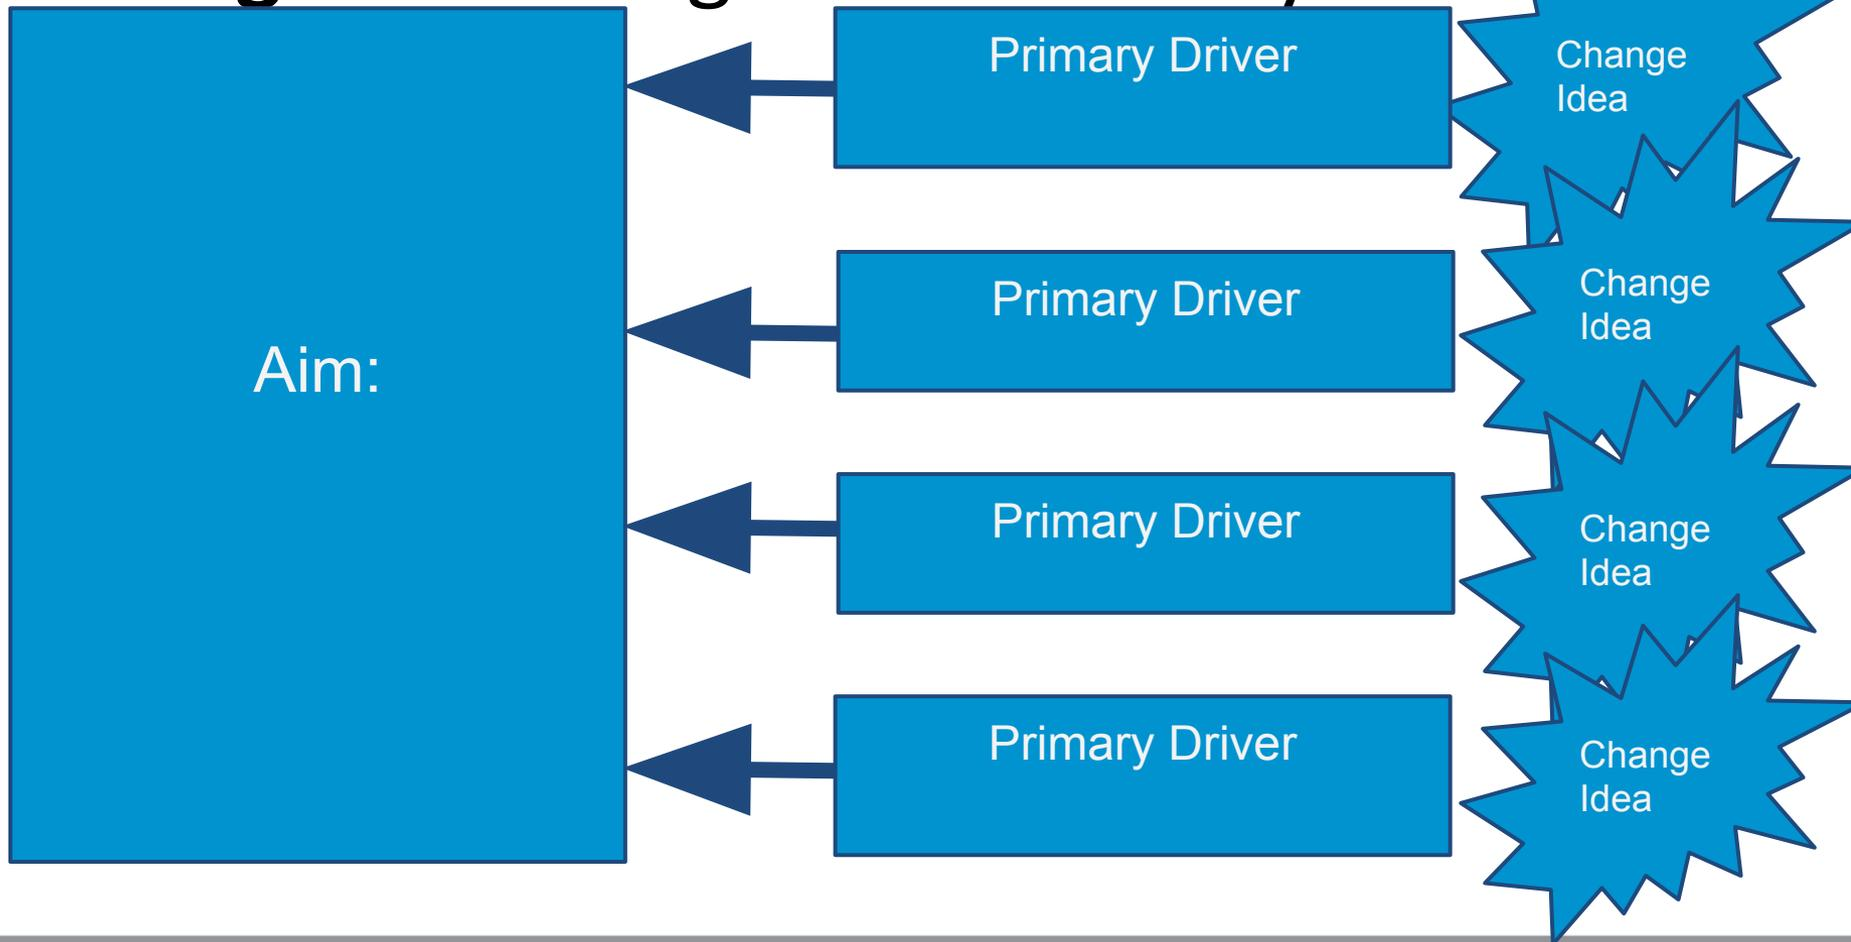 Primary Driver
Change
Idea
Primary Driver
Change
Idea
Aim:
Primary Driver
Change
Idea
Primary Driver
Change
Idea